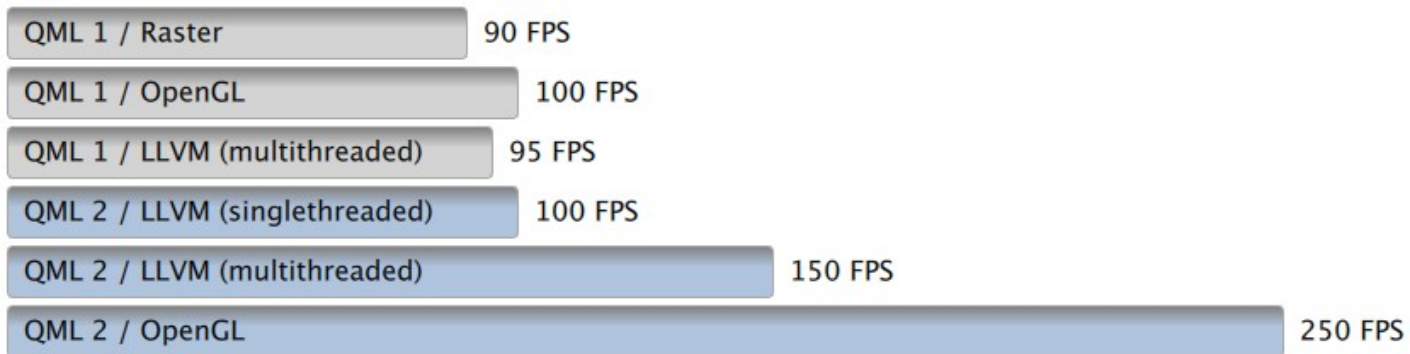 QML 1 / Raster 90 FPS
QML 1 / OpenGL 100 FPS
QML 1 / LLVM (multithreaded) 95 FPS
QML 2 / LLVM (singlethreaded) 100 FPS
QML 2 / LLVM (multithreaded) 150 FPS
QML 2 / OpenGL 250 FPS